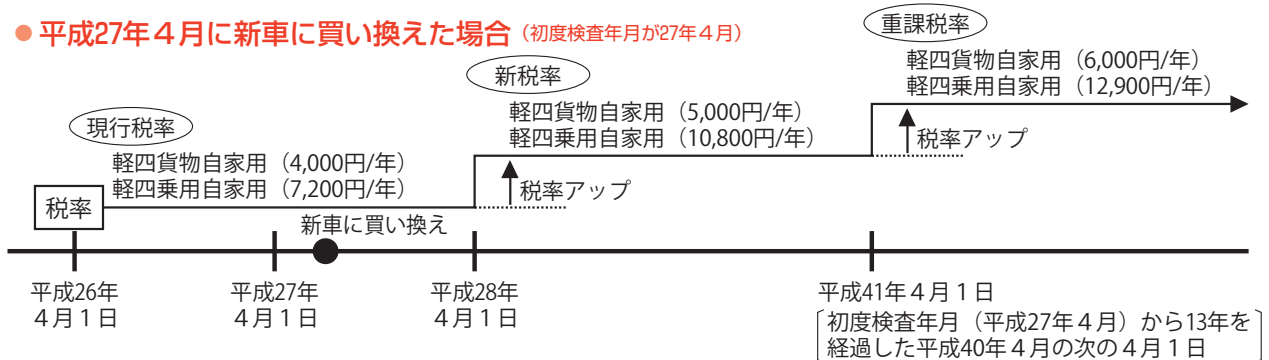 ● 平成27年4月に新車に買い換えた場合（初度検査年月が27年4月）
重課税率
軽四貨物自家用（6,000円/年）
軽四乗用自家用（12,900円/年）
税率アップ
新税率
軽四貨物自家用（5,000円/年）
軽四乗用自家用（10,800円/年）
税率アップ
現行税率
軽四貨物自家用（4,000円/年）
軽四乗用自家用（7,200円/年）
税率
新車に買い換え
平成26年
4月1日
平成27年
4月1日
平成28年
4月1日
平成41年4月1日
初度検査年月（平成27年4月）から13年を
経過した平成40年4月の次の4月1日